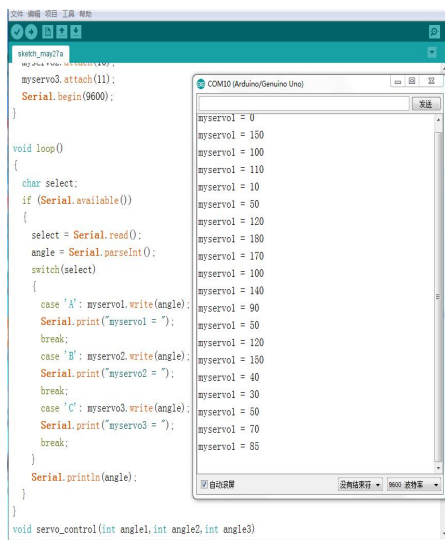 文件 编辑 项目 工具 帮助
sketch_may27a
myservo2.attach(10);
myservo3.attach(11);
Serial.begin(9600);
}
void loop()
{
char select;
if (Serial.available())
{
select = Serial.read();
angle = Serial.parseInt();
switch(select)
{
case 'A': myservo1.write(angle);
Serial.print("myservo1 = ");
break;
case 'B': myservo2.write(angle);
Serial.print("myservo2 = ");
break;
case 'C': myservo3.write(angle);
Serial.print("myservo3 = ");
break;
}
Serial.println(angle);
}
}
void servo_control(int angle1,int angle2,int angle3)
COM10 (Arduino/Genuino Uno)
发送
myservo1 = 0
myservo1 = 150
myservo1 = 100
myservo1 = 110
myservo1 = 10
myservo1 = 50
myservo1 = 120
myservo1 = 180
myservo1 = 170
myservo1 = 100
myservo1 = 140
myservo1 = 90
myservo1 = 50
myservo1 = 120
myservo1 = 150
myservo1 = 40
myservo1 = 30
myservo1 = 50
myservo1 = 70
myservo1 = 85
自动滚屏 没有结束符 9600 波特率